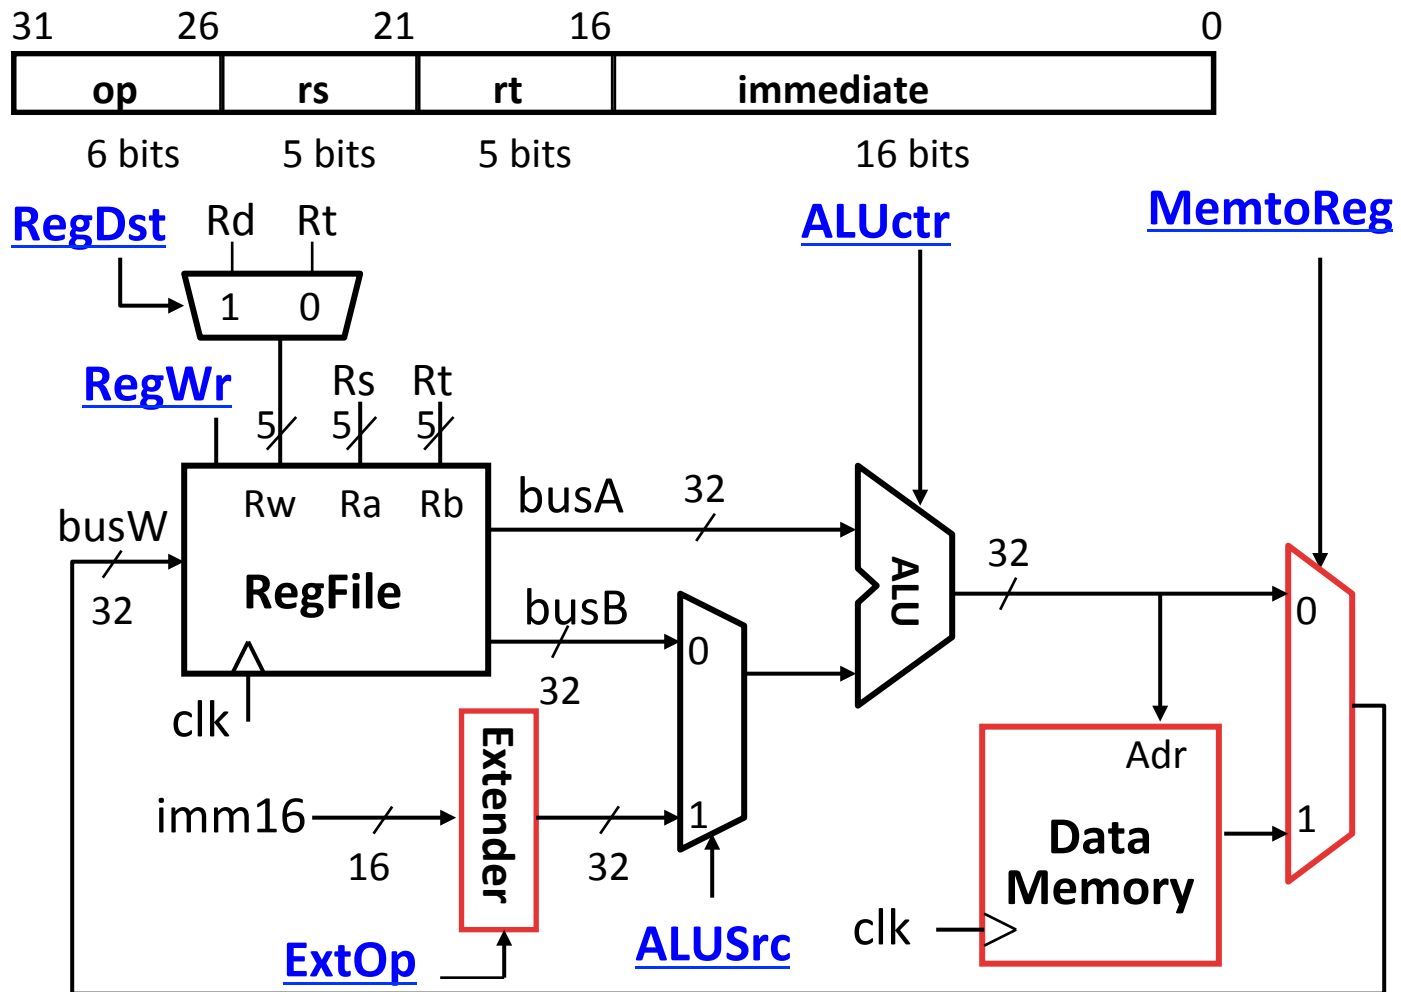 31 26 21 16 0
op rs rt immediate
6 bits 5 bits 5 bits 16 bits
RegDst Rd Rt ALUctr MemtoReg
1 0
RegWr Rs Rt
5 5 5
Rw Ra Rb
busW busA 32
32 RegFile ALU 32
busB 0
0
32
clk
Extender
Adr
imm16 1 1
16 32
Data
Memory
clk
ExtOp ALUSrc